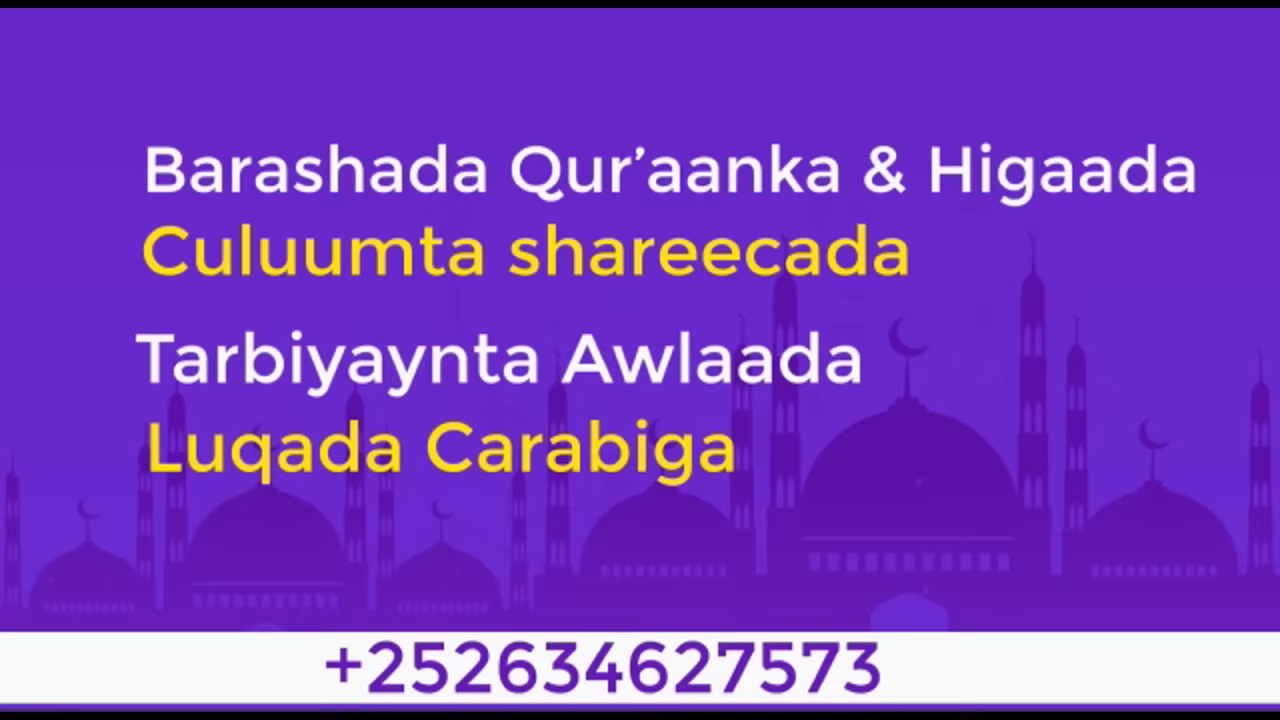 Barashada Qur’aanka & Higaada
Culuumta shareecada
Tarbiyaynta Awlaada
Luqada Carabiga
+252634627573